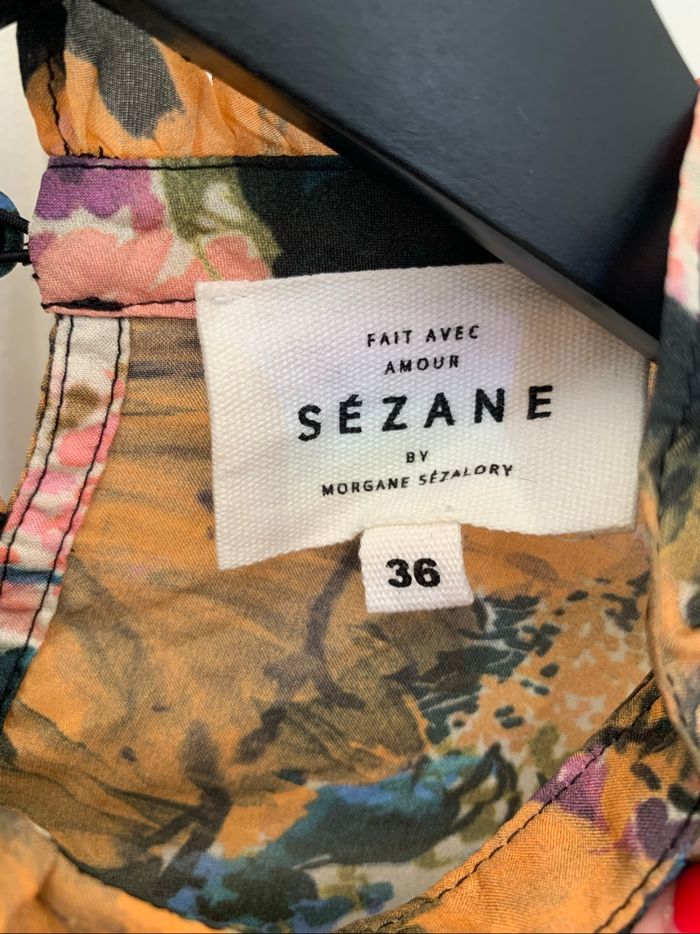 FAIT AVEC
AMOUR
SÉZANE
BY
MORGANE SÉZALORY
36